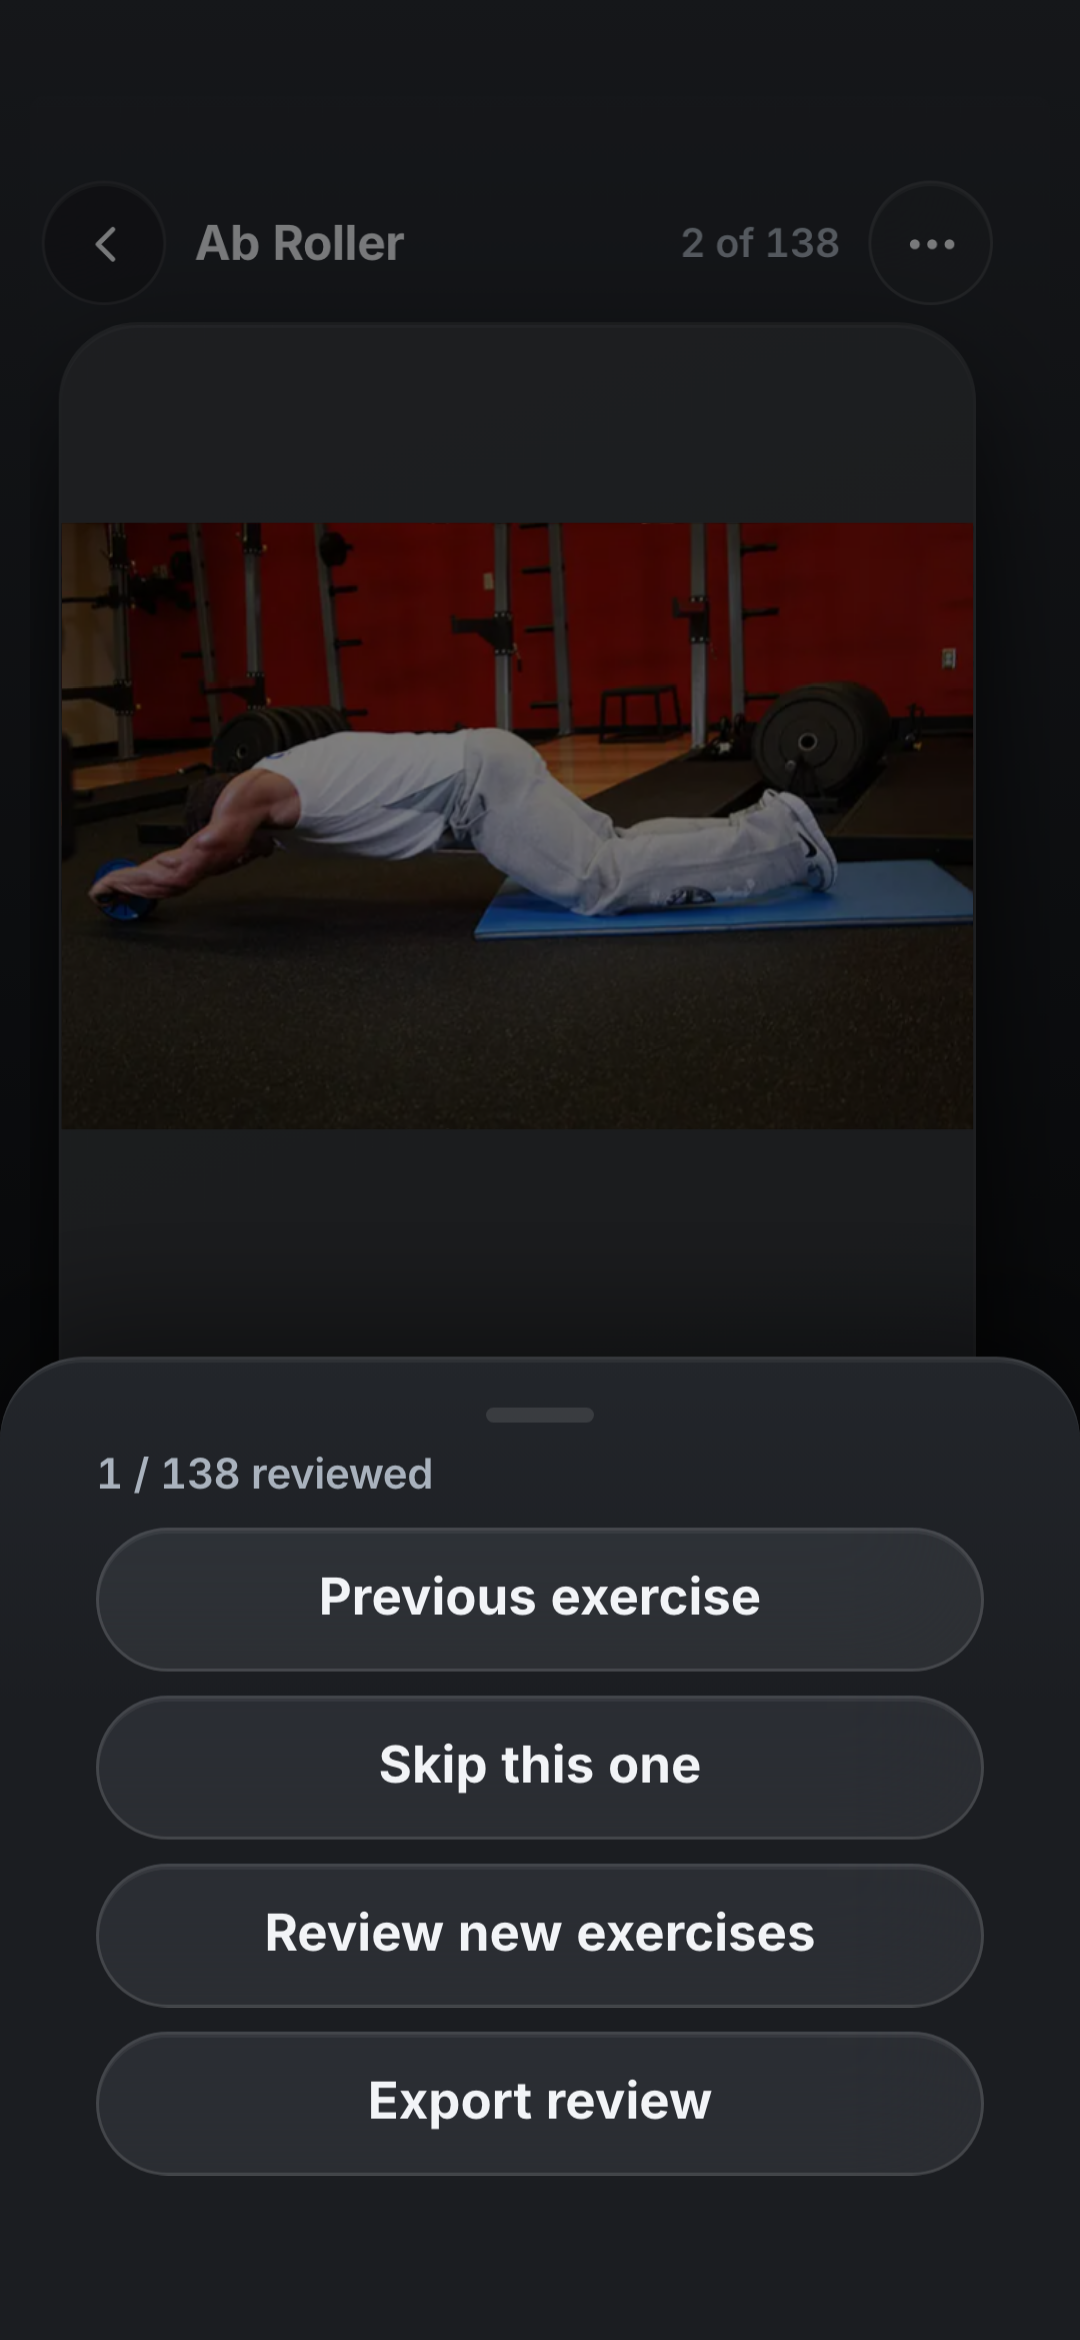 Ab Roller
2 of 138
1 / 138 reviewed
Previous exercise
Skip this one
Review new exercises
Export review